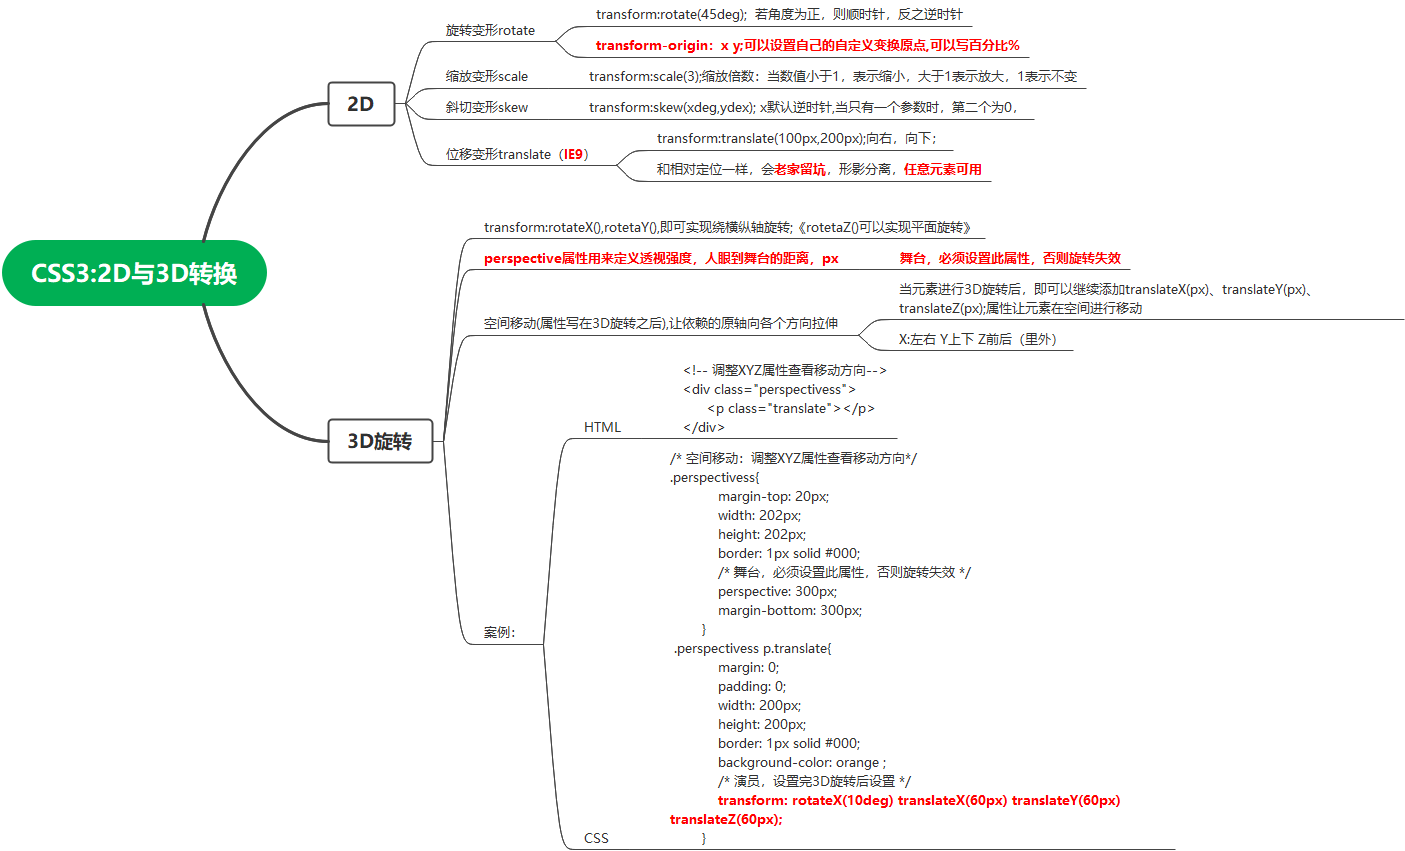 CSS3:2D与3D转换
2D
旋转变形rotate
transform:rotate(45deg);  若角度为正，则顺时针，反之逆时针
transform-origin：x y;可以设置自己的自定义变换原点,可以写百分比%
缩放变形scale
transform:scale(3);缩放倍数：当数值小于1，表示缩小，大于1表示放大，1表示不变
斜切变形skew
transform:skew(xdeg,ydex); x默认逆时针,当只有一个参数时，第二个为0，
位移变形translate（IE9）
transform:translate(100px,200px);向右，向下；
和相对定位一样，会老家留坑，形影分离，任意元素可用
3D旋转
transform:rotateX(),rotetaY(),即可实现绕横纵轴旋转;《rotetaZ()可以实现平面旋转》
perspective属性用来定义透视强度，人眼到舞台的距离，px
舞台，必须设置此属性，否则旋转失效
空间移动(属性写在3D旋转之后),让依赖的原轴向各个方向拉伸
当元素进行3D旋转后，即可以继续添加translateX(px)、translateY(px)、
translateZ(px);属性让元素在空间进行移动
X:左右 Y上下 Z前后（里外）
案例：
HTML
<!-- 调整XYZ属性查看移动方向-->
<div class="perspectivess">
<p class="translate"></p>
</div>
CSS
/* 空间移动：调整XYZ属性查看移动方向*/
.perspectivess{
margin-top: 20px;
width: 202px;
height: 202px;
border: 1px solid #000;
/* 舞台，必须设置此属性，否则旋转失效 */
perspective: 300px;
margin-bottom: 300px;
}
.perspectivess p.translate{
margin: 0;
padding: 0;
width: 200px;
height: 200px;
border: 1px solid #000;
background-color: orange ;
/* 演员，设置完3D旋转后设置 */
transform: rotateX(10deg) translateX(60px) translateY(60px)
translateZ(60px);
}